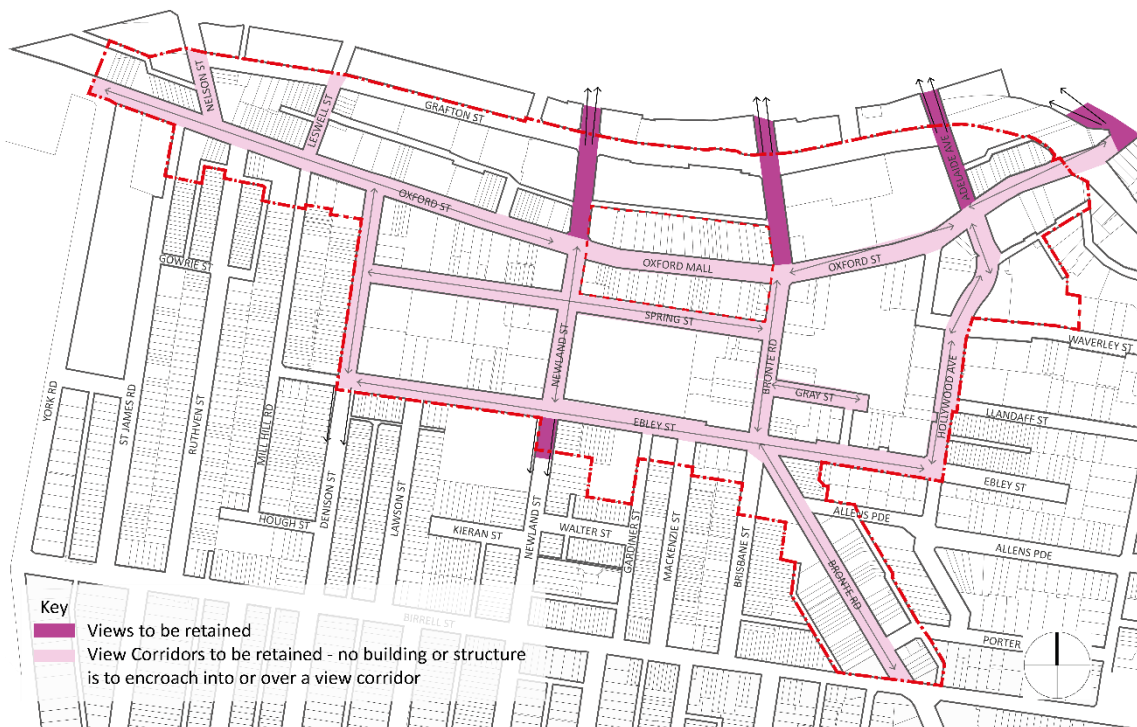 NELSON ST
LESWELL ST
GRAFTON ST
ADELAIDE AVE
OXFORD ST
OXFORD MALL
OXFORD ST
GOWRIE ST
SPRING ST
NEWLAND ST
BRONTE RD
WAVERLEY ST
GRAY ST
HOLLYWOOD AVE
LLANDAFF ST
YORK RD
ST JAMES RD
RUTHVEN ST
MILL HILL RD
EBLEY ST
EBLEY ST
DENISON ST
LAWSON ST
HOUGH ST
KIERAN ST
NEWLAND ST
WALTER ST
GARDINER ST
MACKENZIE ST
BRISBANE ST
ALLENS PDE
ALLENS PDE
BRONTE RD
BIRRELL ST
PORTER
Key
Views to be retained
View Corridors to be retained - no building or structure
is to encroach into or over a view corridor